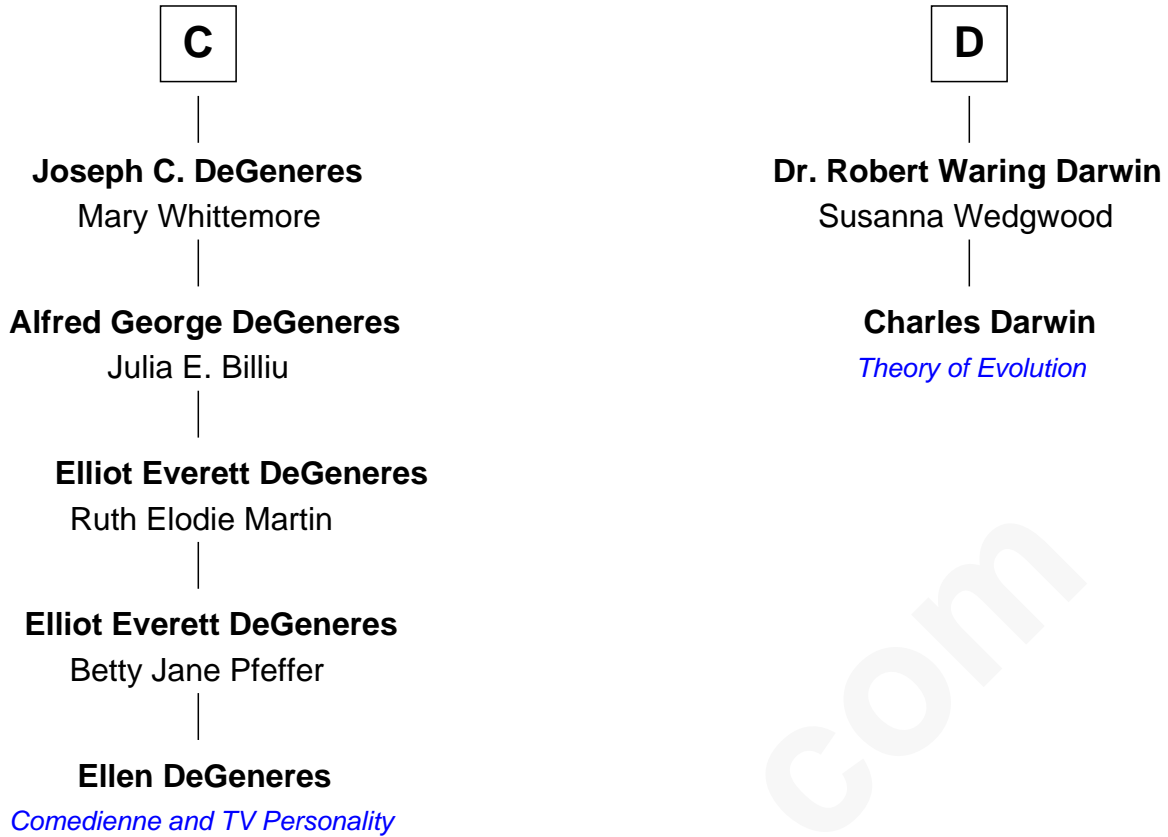 C
Joseph C. DeGeneres
Mary Whittemore
Alfred George DeGeneres
Julia E. Billiu
Elliot Everett DeGeneres
Ruth Elodie Martin
Elliot Everett DeGeneres
Betty Jane Pfeffer
Ellen DeGeneres
Comedienne and TV Personality
D
Dr. Robert Waring Darwin
Susanna Wedgwood
Charles Darwin
Theory of Evolution
com